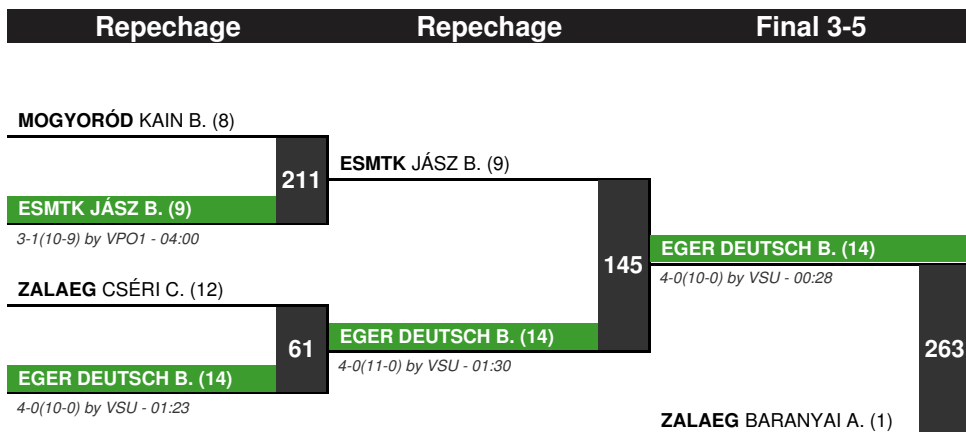 Repechage Repechage Final 3-5
MOGYORÓD KAIN B. (8)
211
ESMTK JÁSZ B. (9)
3-1(10-9) by VPO1 - 04:00
ZALAEG CSÉRI C. (12)
61
EGER DEUTSCH B. (14)
4-0(10-0) by VSU - 01:23
ESMTK JÁSZ B. (9)
145
EGER DEUTSCH B. (14)
4-0(11-0) by VSU - 01:30
EGER DEUTSCH B. (14)
4-0(10-0) by VSU - 00:28
263
ZALAEG BARANYAI A. (1)